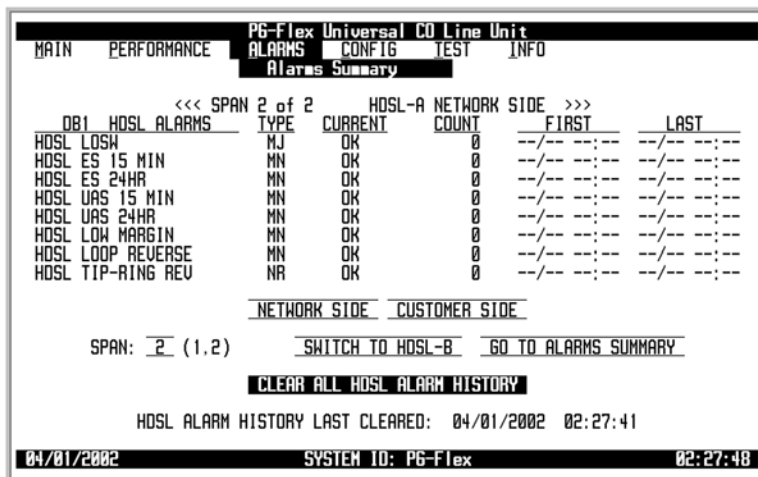 PG-Flex Universal CO Line Unit
MAIN PERFORMANCE ALARMS CONFIG TEST INFO
Alarms Summary
<<< SPAN 2 of 2 HDSL-A NETWORK SIDE >>>
DB1 HDSL ALARMS TYPE CURRENT COUNT FIRST LAST
HDSL LOSW MJ OK 0 --/-- --:-- --/-- --:--
HDSL ES 15 MIN MN OK 0 --/-- --:-- --/-- --:--
HDSL ES 24HR MN OK 0 --/-- --:-- --/-- --:--
HDSL UAS 15 MIN MN OK 0 --/-- --:-- --/-- --:--
HDSL UAS 24HR MN OK 0 --/-- --:-- --/-- --:--
HDSL LOW MARGIN MN OK 0 --/-- --:-- --/-- --:--
HDSL LOOP REVERSE MN OK 0 --/-- --:-- --/-- --:--
HDSL TIP-RING REV NR OK 0 --/-- --:-- --/-- --:--
NETWORK SIDE CUSTOMER SIDE
SPAN: 2 (1,2) SWITCH TO HDSL-B GO TO ALARMS SUMMARY
CLEAR ALL HDSL ALARM HISTORY
HDSL ALARM HISTORY LAST CLEARED: 04/01/2002 02:27:41
04/01/2002 SYSTEM ID: PG-Flex 02:27:48